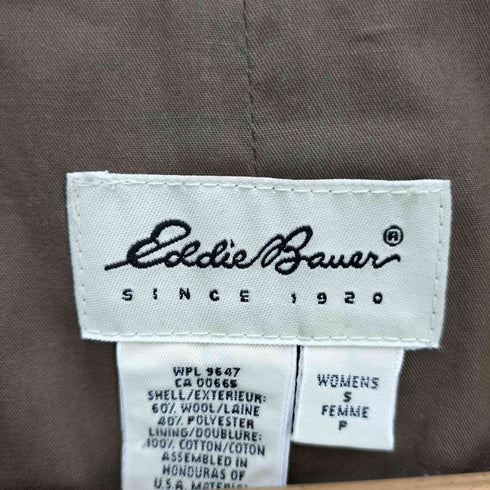 Eddie Bauer®
SINCE 1920
WPL 9647
CA 00665
SHELL/EXTERIEUR:
60% WOOL/LAINE
40% POLYESTER
LINING/DOUBLURE:
100% COTTON/COTON
ASSEMBLED IN
HONDURAS OF
U.S.A. MATERIAL
WOMENS
S
FEMME
P